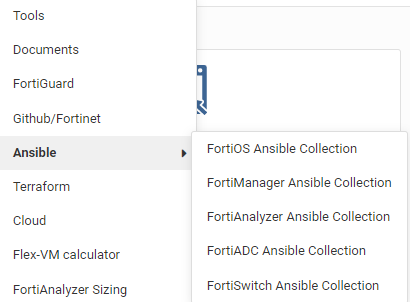 Tools
Documents
FortiGuard
Github/Fortinet
Ansible
Terraform
Cloud
Flex-VM calculator
FortiAnalyzer Sizing
FortiOS Ansible Collection
FortiManager Ansible Collection
FortiAnalyzer Ansible Collection
FortiADC Ansible Collection
FortiSwitch Ansible Collection